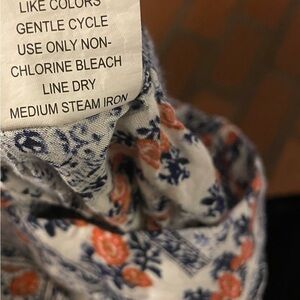 LIKE COLORS
GENTLE CYCLE
USE ONLY NON-
CHLORINE BLEACH
LINE DRY
MEDIUM STEAM IRON